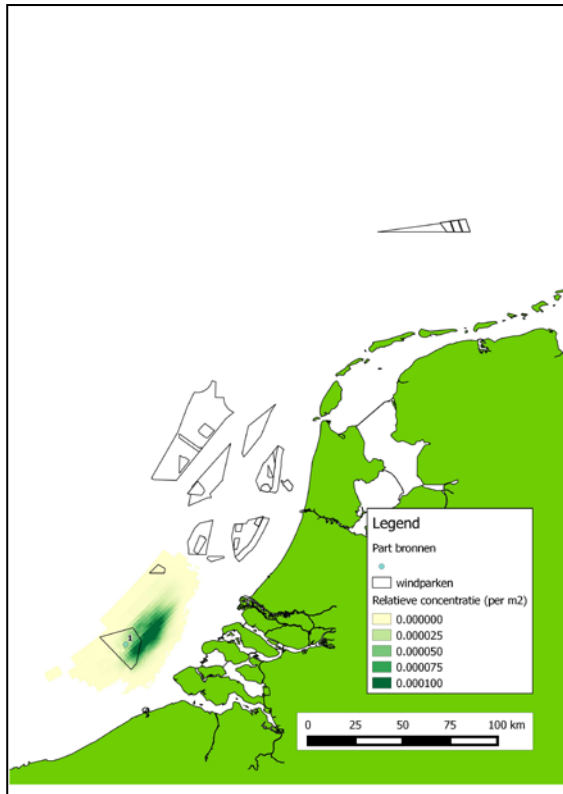 1
Legend
Part bronnen
windparken
Relatieve concentratie (per m2)
0.000000
0.000025
0.000050
0.000075
0.000100
0 25 50 75 100 km